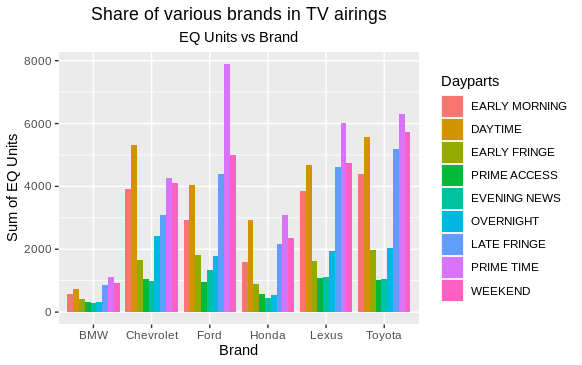 Share of various brands in TV airings
EQ Units vs Brand
Sum of EQ Units
8000
6000
4000
2000
0
BMW Chevrolet Ford Honda Lexus Toyota
Brand
Dayparts
EARLY MORNING
DAYTIME
EARLY FRINGE
PRIME ACCESS
EVENING NEWS
OVERNIGHT
LATE FRINGE
PRIME TIME
WEEKEND